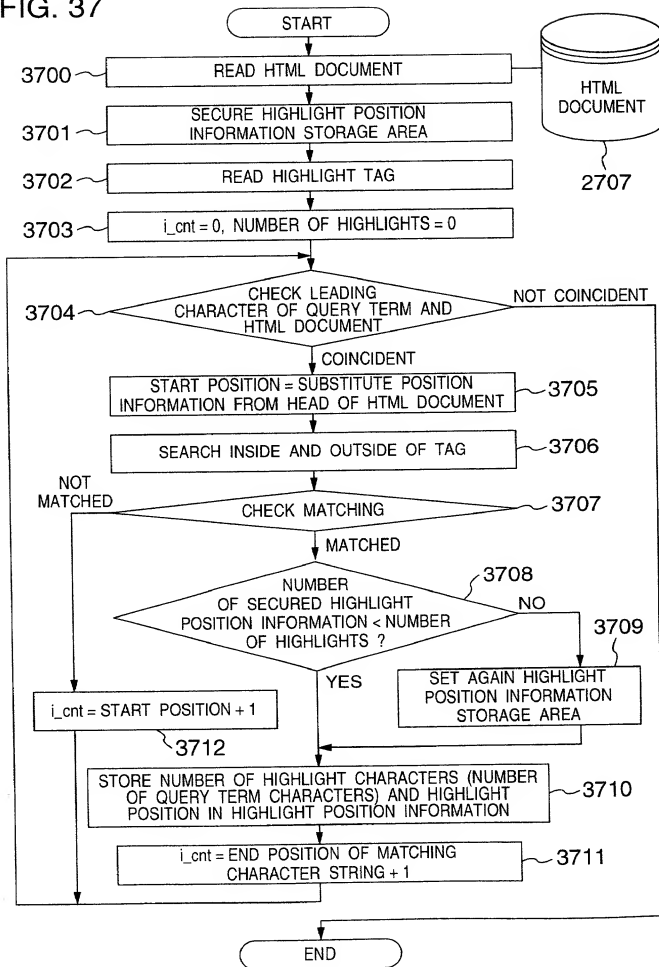 FIG. 37
START
3700
READ HTML DOCUMENT
HTML
DOCUMENT
2707
3701
SECURE HIGHLIGHT POSITION
INFORMATION STORAGE AREA
3702
READ HIGHLIGHT TAG
3703
i_cnt = 0, NUMBER OF HIGHLIGHTS = 0
3704
CHECK LEADING
CHARACTER OF QUERY TERM AND
HTML DOCUMENT
NOT COINCIDENT
COINCIDENT
START POSITION = SUBSTITUTE POSITION
INFORMATION FROM HEAD OF HTML DOCUMENT
3705
SEARCH INSIDE AND OUTSIDE OF TAG
3706
NOT
MATCHED
CHECK MATCHING
3707
MATCHED
NUMBER
OF SECURED HIGHLIGHT
POSITION INFORMATION < NUMBER
OF HIGHLIGHTS ?
3708
NO
3709
YES
SET AGAIN HIGHLIGHT
POSITION INFORMATION
STORAGE AREA
i_cnt = START POSITION + 1
3712
STORE NUMBER OF HIGHLIGHT CHARACTERS (NUMBER
OF QUERY TERM CHARACTERS) AND HIGHLIGHT
POSITION IN HIGHLIGHT POSITION INFORMATION
3710
i_cnt = END POSITION OF MATCHING
CHARACTER STRING + 1
3711
END